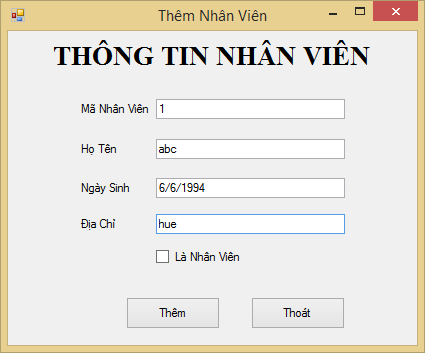 Thêm Nhân Viên
THÔNG TIN NHÂN VIÊN
Mã Nhân Viên 1
Họ Tên abc
Ngày Sinh 6/6/1994
Địa Chỉ hue
Là Nhân Viên
Thêm Thoát